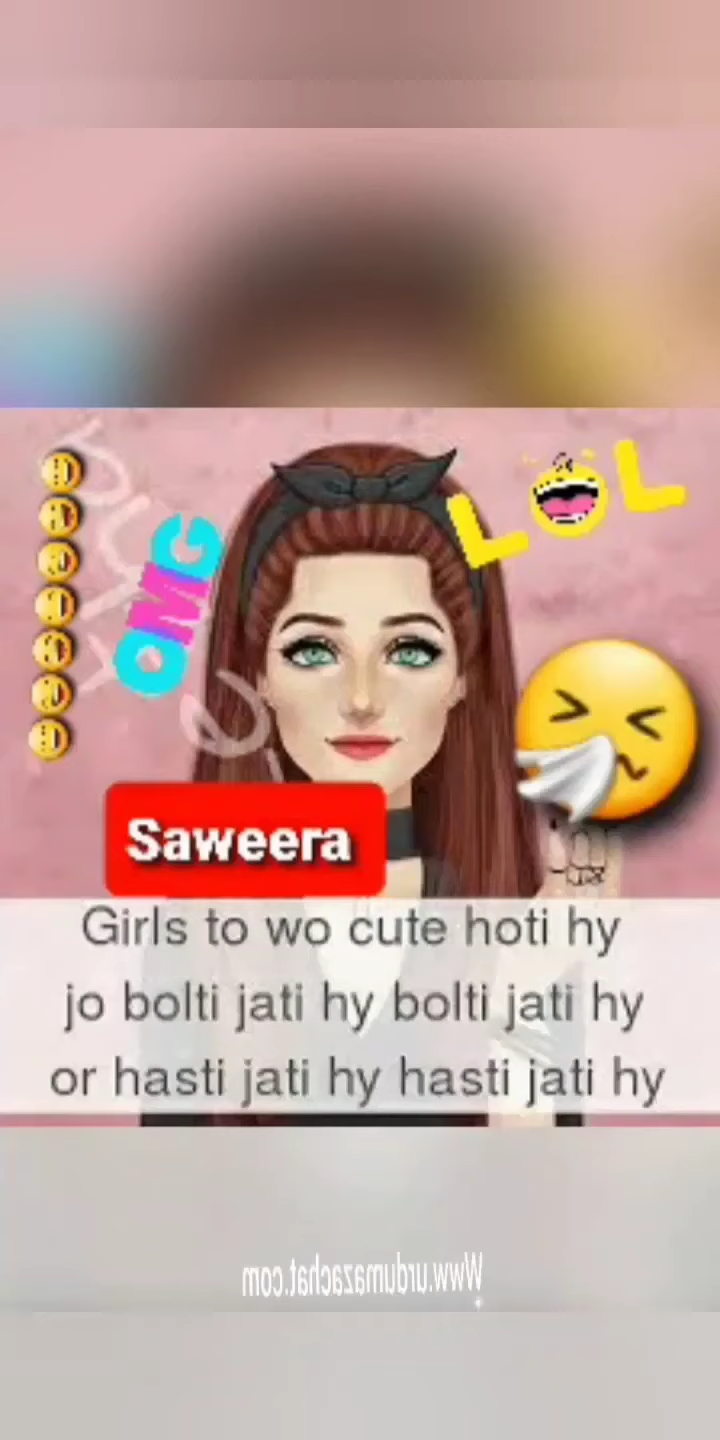 OMG
LOL
Saweera
Girls to wo cute hoti hy
jo bolti jati hy bolti jati hy
or hasti jati hy hasti jati hy
Www.urdumazachat.com